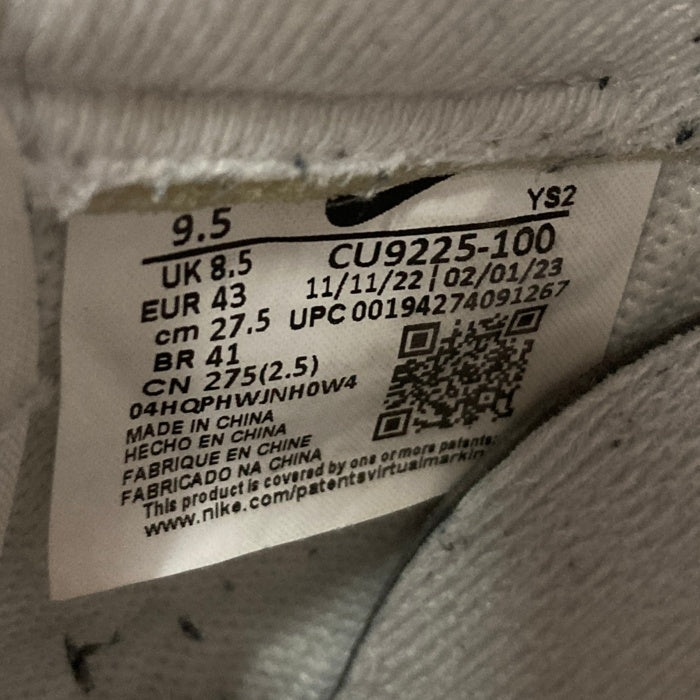 9.5
YS2
UK 8.5
CU9225-100
EUR 43
11/11/22 | 02/01/23
cm 27.5
UPC 00194274091267
BR 41
CN 275(2.5)
04HQPHWJNH0W4
MADE IN CHINA
HECHO EN CHINA
FABRIQUE EN CHINE
FABRICADO NA CHINA
This product is covered by one or more patents:
www.nike.com/patentsvirtualmarkin